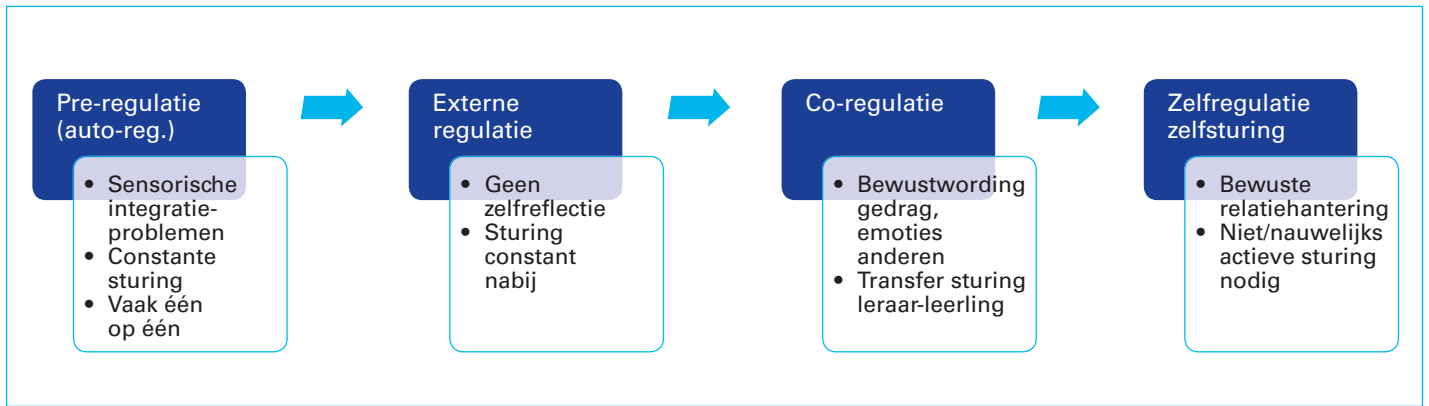 Pre-regulatie
(auto-reg.)
• Sensorische
integratie-
problemen
• Constante
sturing
• Vaak één
op één
Externe
regulatie
• Geen
zelfreflectie
• Sturing
constant
nabij
Co-regulatie
• Bewustwording
gedrag,
emoties
anderen
• Transfer sturing
leraar-leerling
Zelfregulatie
zelfsturing
• Bewuste
relatiehantering
• Niet/nauwelijks
actieve sturing
nodig